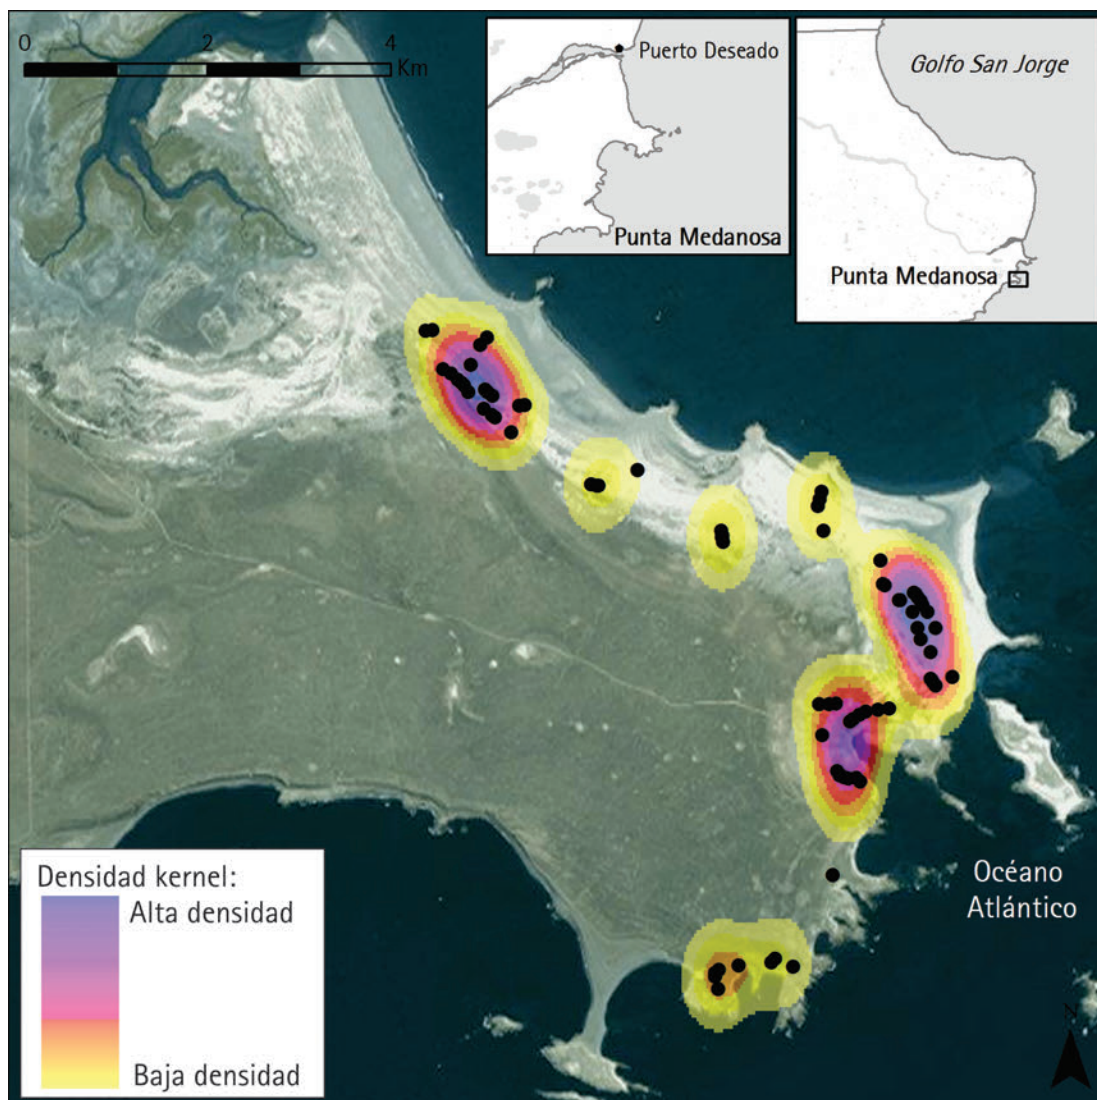 0 2 4
Km
Puerto Deseado
Punta Medanosa
Golfo San Jorge
Punta Medanosa
Océano
Atlántico
Densidad kernel:
Alta densidad
Baja densidad
N